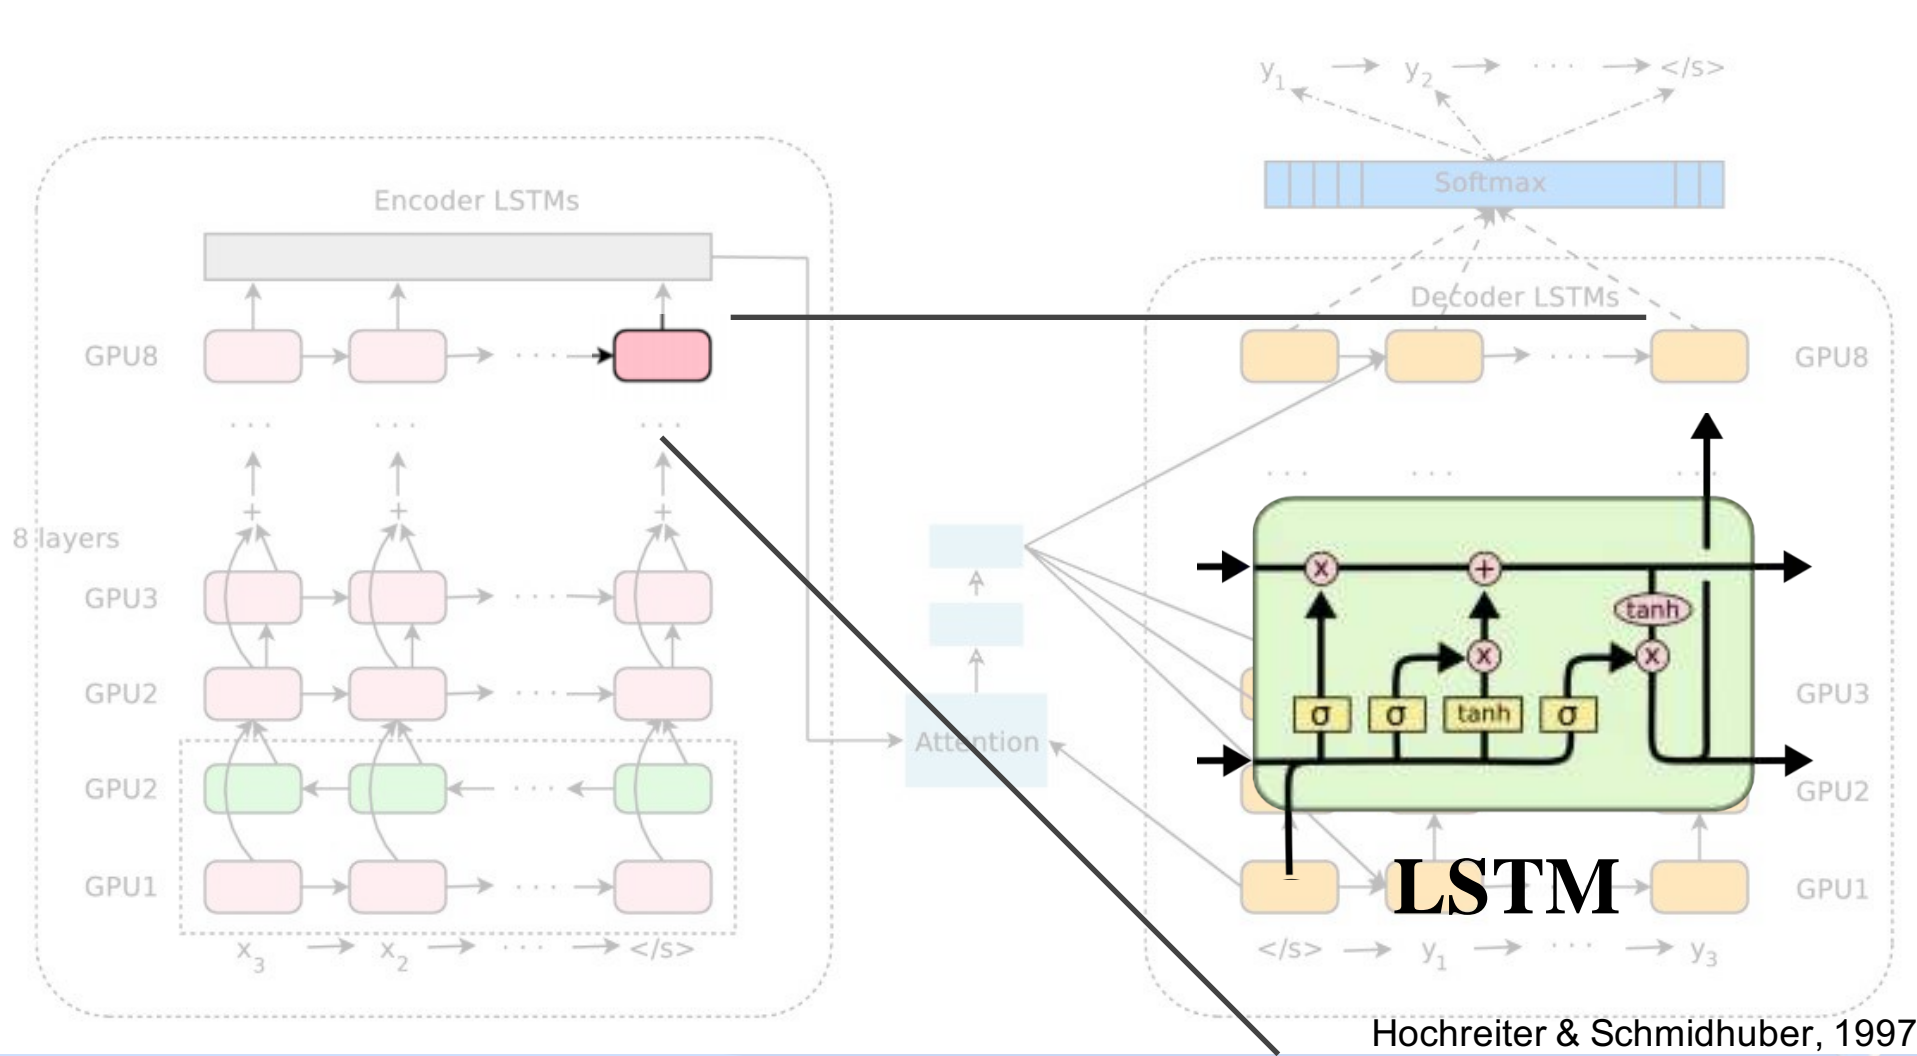 y1 y2 · · · </s>
Softmax
Encoder LSTMs
Decoder LSTMs
GPU8 · · · · · · GPU8
· · · · · · · · · · · · · · · · · ·
+ + +
8 layers
x +
GPU3 · · ·
tanh
x x
GPU2 · · · GPU3
σ σ tanh σ
Attention
GPU2 · · · GPU2
GPU1 · · · LSTM GPU1
x3 x2 · · · </s> </s> y1 · · · y3
Hochreiter & Schmidhuber, 1997